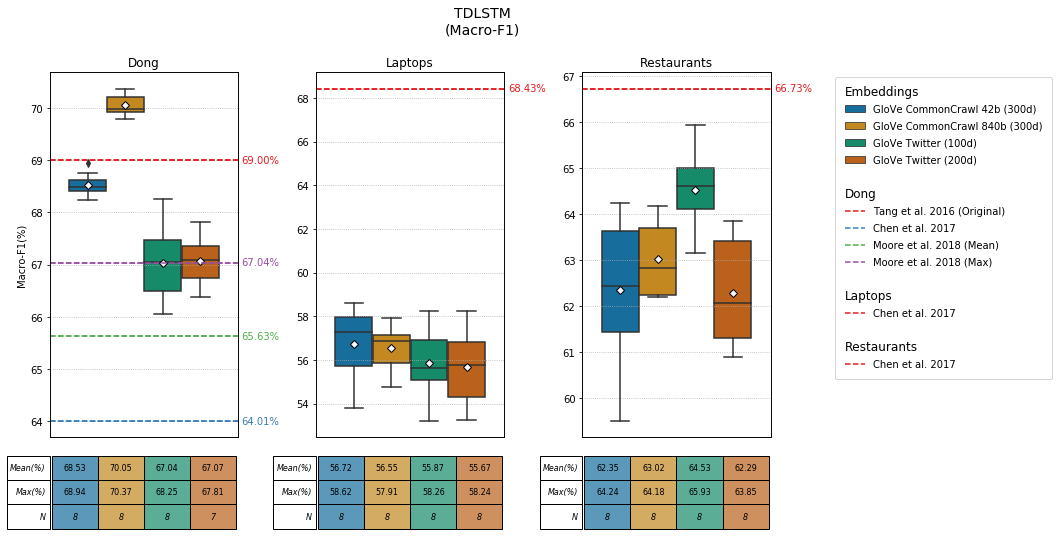 TDLSTM
(Macro-F1)
Dong
Macro-F1(%)
70
69
68
67
66
65
64
69.00%
67.04%
65.63%
64.01%
Mean(%) 68.53 70.05 67.04 67.07
Max(%) 68.94 70.37 68.25 67.81
N 8 8 8 7
Laptops
68
66
64
62
60
58
56
54
68.43%
Mean(%) 56.72 56.55 55.87 55.67
Max(%) 58.62 57.91 58.26 58.24
N 8 8 8 8
Restaurants
67
66
65
64
63
62
61
60
66.73%
Mean(%) 62.35 63.02 64.53 62.29
Max(%) 64.24 64.18 65.93 63.85
N 8 8 8 8
Embeddings
GloVe CommonCrawl 42b (300d)
GloVe CommonCrawl 840b (300d)
GloVe Twitter (100d)
GloVe Twitter (200d)
Dong
Tang et al. 2016 (Original)
Chen et al. 2017
Moore et al. 2018 (Mean)
Moore et al. 2018 (Max)
Laptops
Chen et al. 2017
Restaurants
Chen et al. 2017